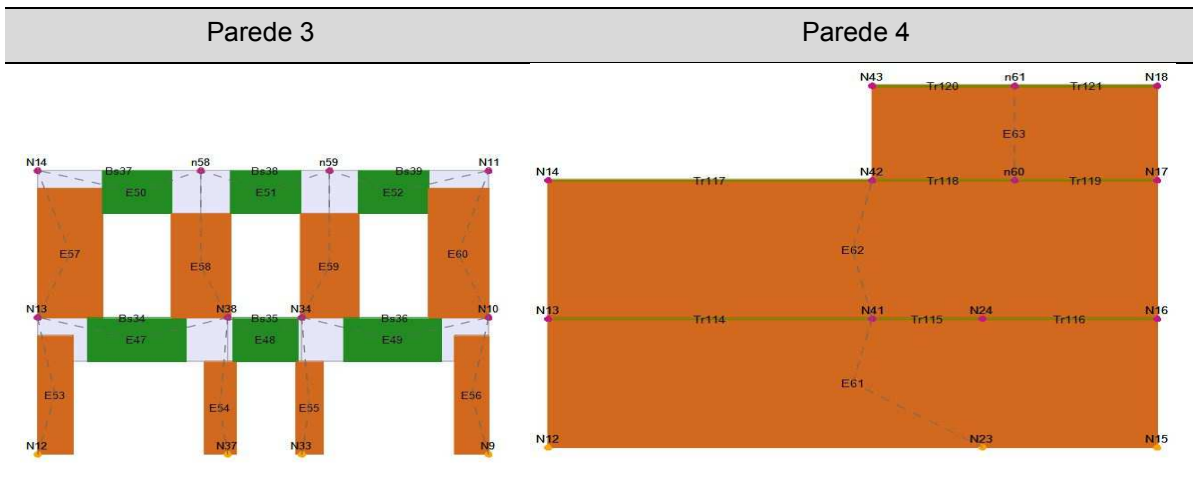 Parede 3
Parede 4
N14 Bs37 n58 Bs38 n59 Bs39 N11
E50 E51 E52
E57 E58 E59 E60
N13 Bs34 N38 Bs35 N34 Bs36 N10
E47 E48 E49
E53 E54 E55 E56
N12 N37 N33 N9
N43 Tr120 n61 Tr121 N18
E63
N14 Tr117 N42 Tr118 n60 Tr119 N17
E62
N13 Tr114 N41 Tr115 N24 Tr116 N16
E61
N12 N23 N15